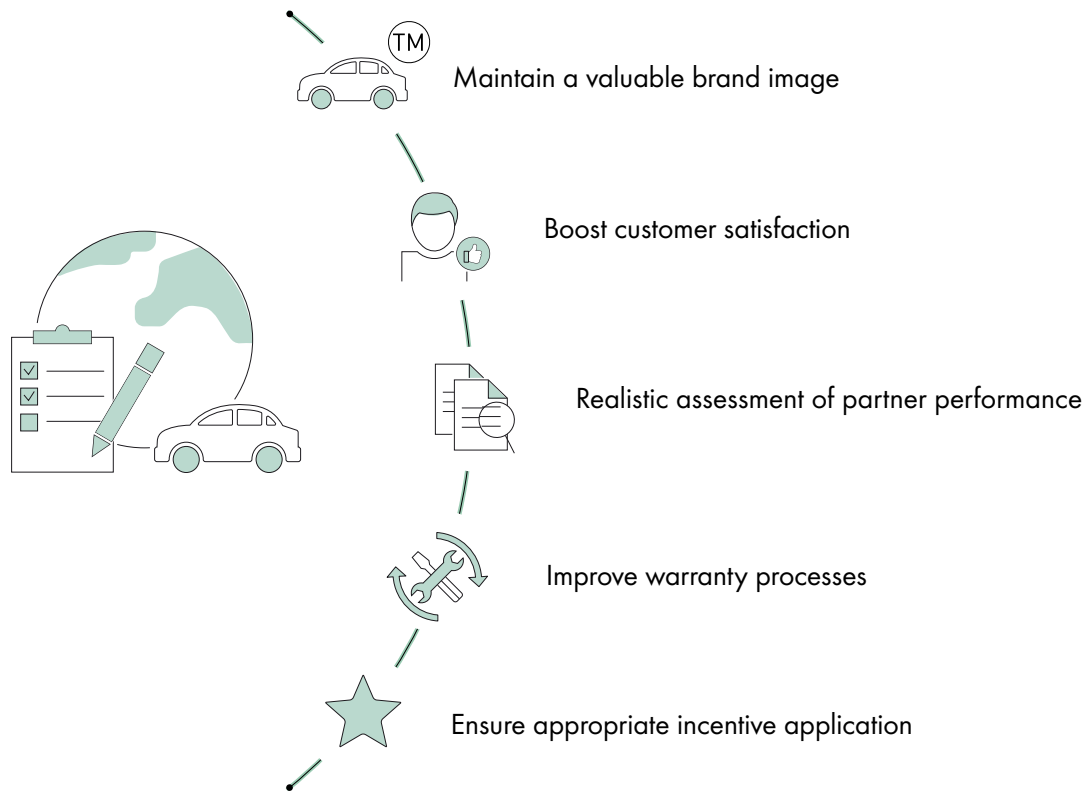 TM
Maintain a valuable brand image
Boost customer satisfaction
Realistic assessment of partner performance
Improve warranty processes
Ensure appropriate incentive application